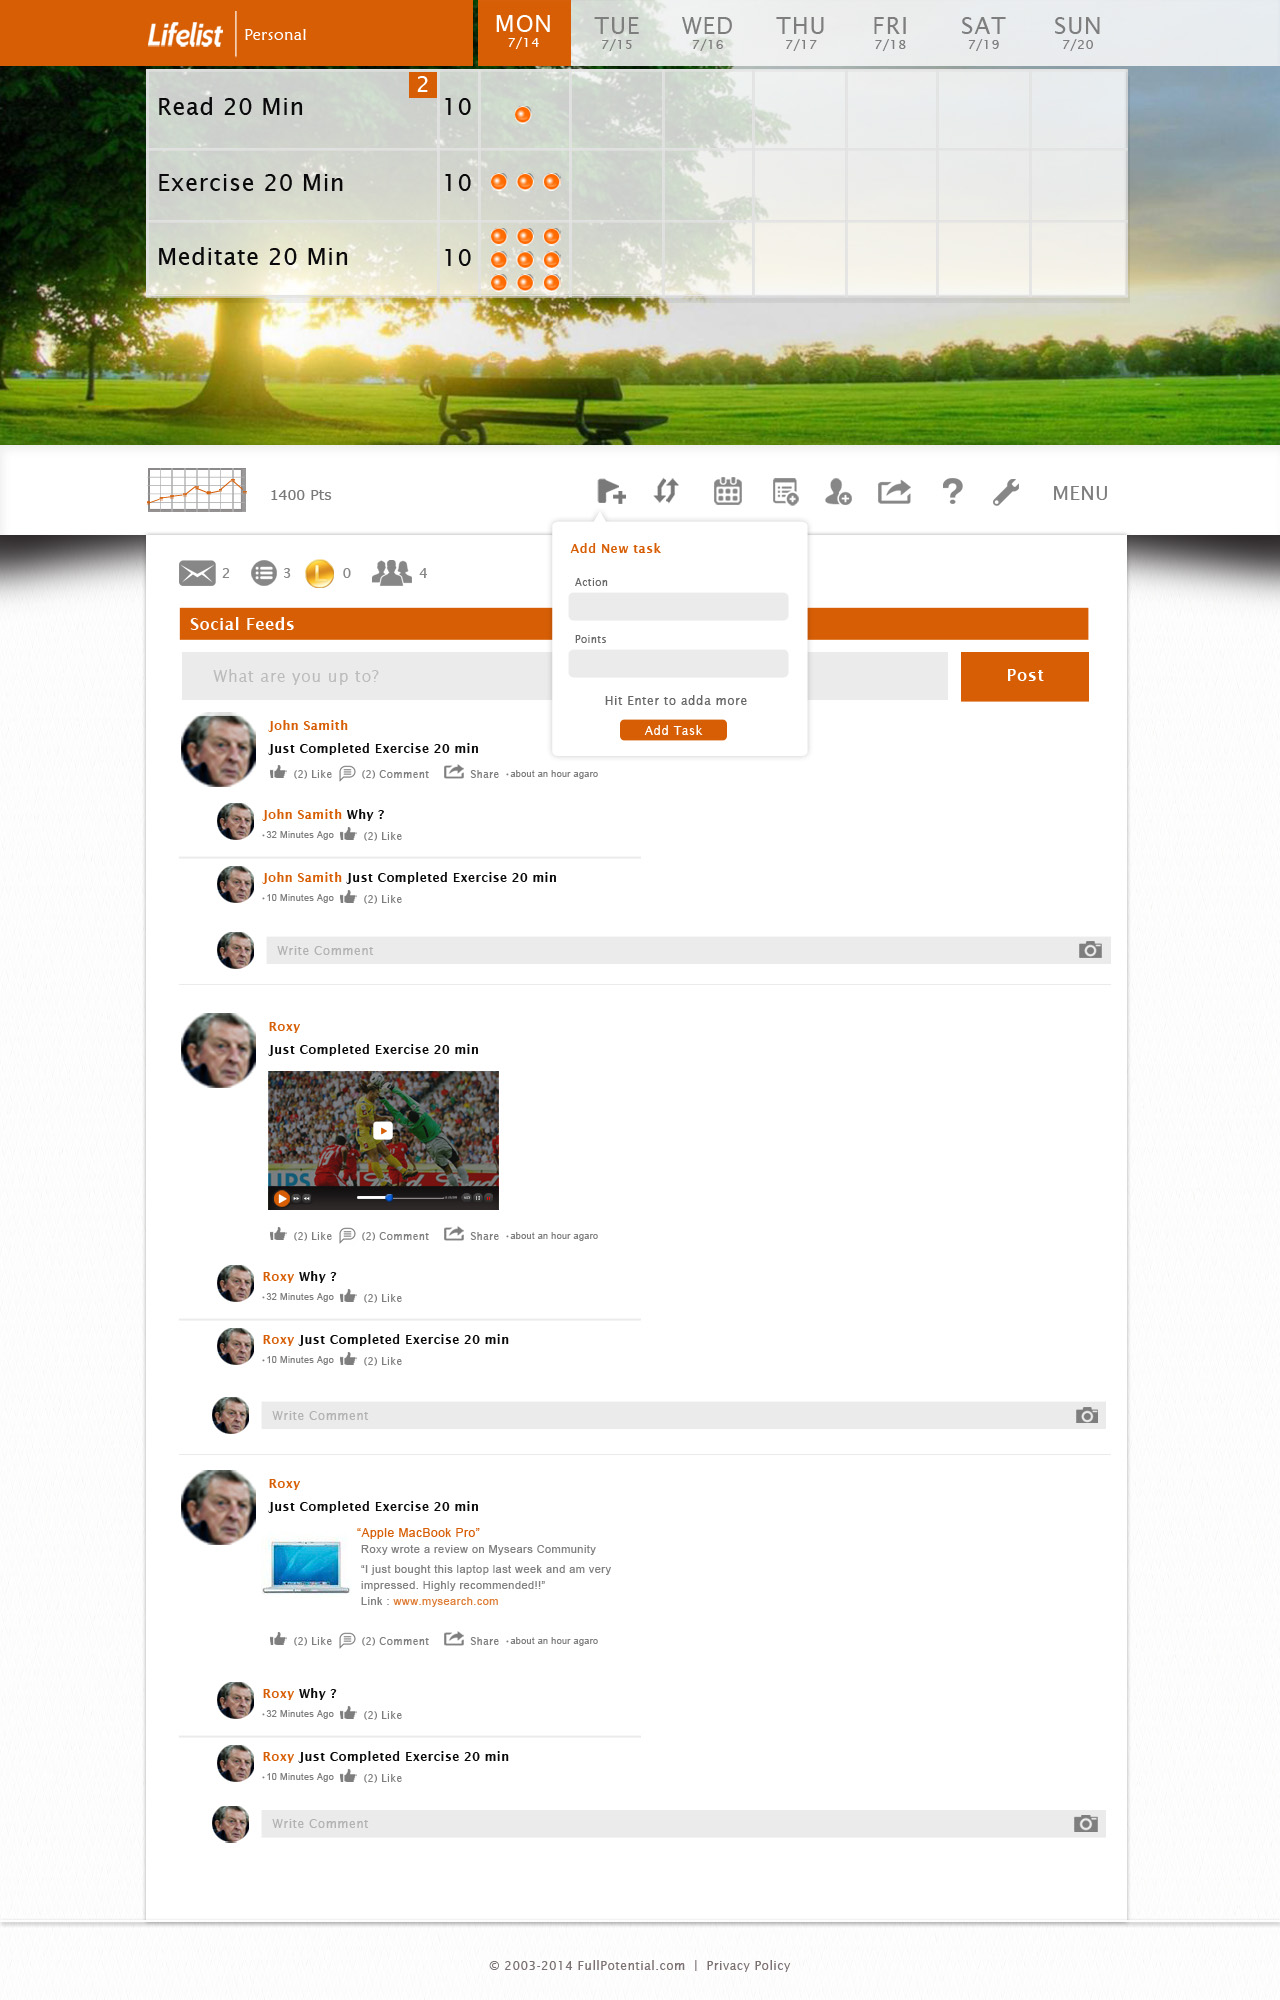 Lifelist Personal
MON TUE WED THU FRI SAT SUN
7/14 7/15 7/16 7/17 7/18 7/19 7/20
2
Read 20 Min 10
Exercise 20 Min 10
Meditate 20 Min 10
1400 Pts ? MENU
Add New task
Action
Points
Hit Enter to adda more
Add Task
2 3 L 0 4
Social Feeds
What are you up to? Post
John Samith
Just Completed Exercise 20 min
(2) Like (2) Comment Share •about an hour agaro
John Samith Why ?
•32 Minutes Ago (2) Like
John Samith Just Completed Exercise 20 min
•10 Minutes Ago (2) Like
Write Comment
Roxy
Just Completed Exercise 20 min
(2) Like (2) Comment Share •about an hour agaro
Roxy Why ?
•32 Minutes Ago (2) Like
Roxy Just Completed Exercise 20 min
•10 Minutes Ago (2) Like
Write Comment
Roxy
Just Completed Exercise 20 min
“Apple MacBook Pro”
Roxy wrote a review on Mysears Community
“I just bought this laptop last week and am very
impressed. Highly recommended!!”
Link : www.mysearch.com
(2) Like (2) Comment Share •about an hour agaro
Roxy Why ?
•32 Minutes Ago (2) Like
Roxy Just Completed Exercise 20 min
•10 Minutes Ago (2) Like
Write Comment
© 2003-2014 FullPotential.com | Privacy Policy